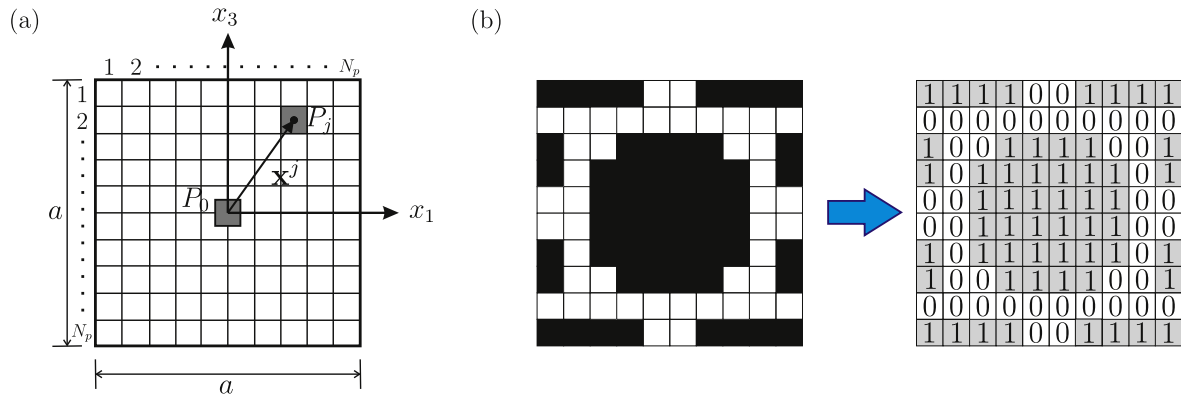 (a)
x₃
1 2 · · · · · · · · · · · Nₚ
1
2
·
·
·
·
·
·
·
Nₚ
a
Pⱼ
xʲ
P₀
x₁
a
(b)
1 1 1 1 0 0 1 1 1 1
0 0 0 0 0 0 0 0 0 0
1 0 0 1 1 1 1 0 0 1
1 0 1 1 1 1 1 1 0 1
0 0 1 1 1 1 1 1 0 0
0 0 1 1 1 1 1 1 0 0
1 0 1 1 1 1 1 1 0 1
1 0 0 1 1 1 1 0 0 1
0 0 0 0 0 0 0 0 0 0
1 1 1 1 0 0 1 1 1 1